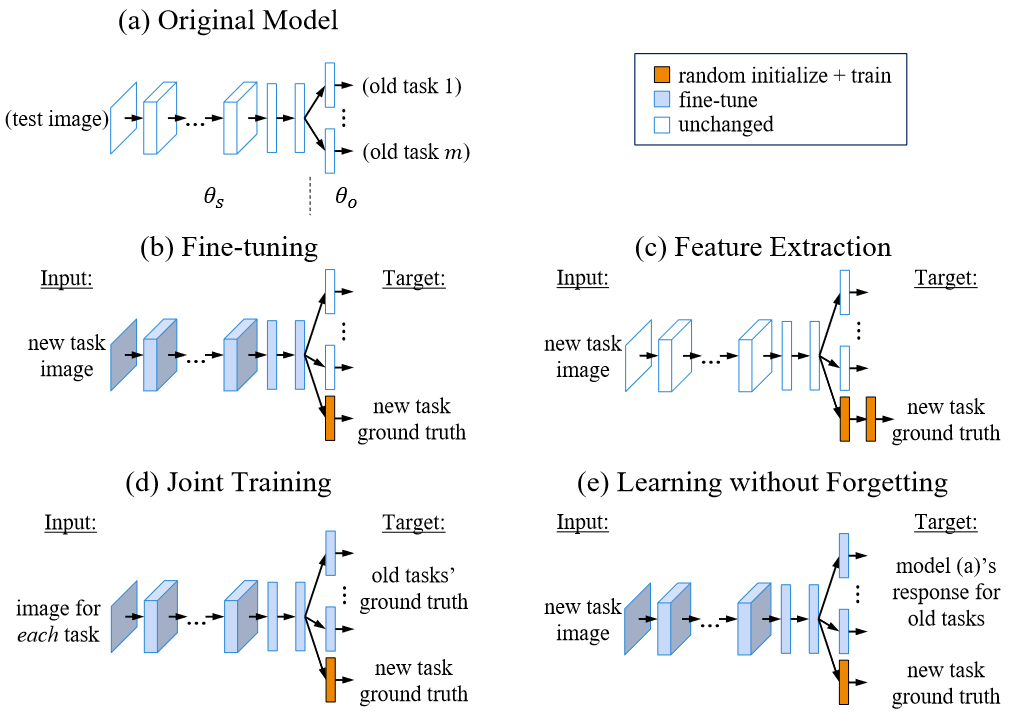 (a) Original Model
(test image)
(old task 1)
(old task m)
θs
θo
random initialize + train
fine-tune
unchanged
(b) Fine-tuning
Input:
Target:
new task
image
new task
ground truth
(c) Feature Extraction
Input:
Target:
new task
image
new task
ground truth
(d) Joint Training
Input:
Target:
image for
each task
old tasks’
ground truth
new task
ground truth
(e) Learning without Forgetting
Input:
Target:
new task
image
model (a)’s
response for
old tasks
new task
ground truth